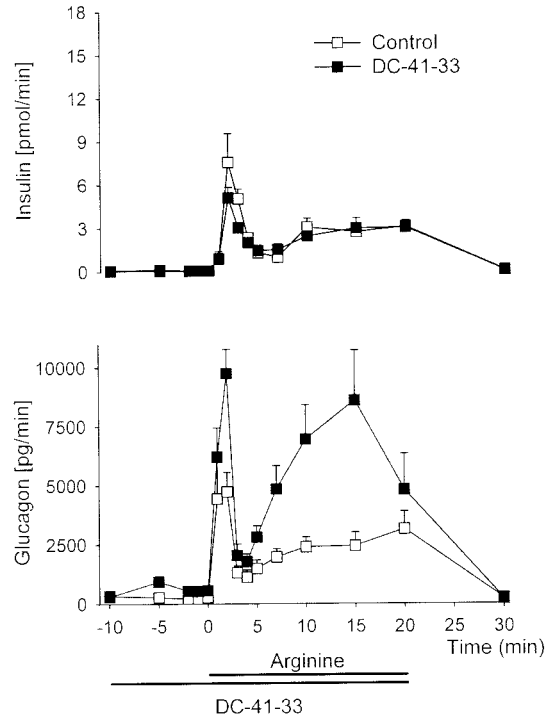 18
15
12
9
6
3
0
Insulin [pmol/min]
Control
DC-41-33
10000
7500
5000
2500
0
Glucagon [pg/min]
-10 -5 0 5 10 15 20 30
Time (min)
Arginine
DC-41-33